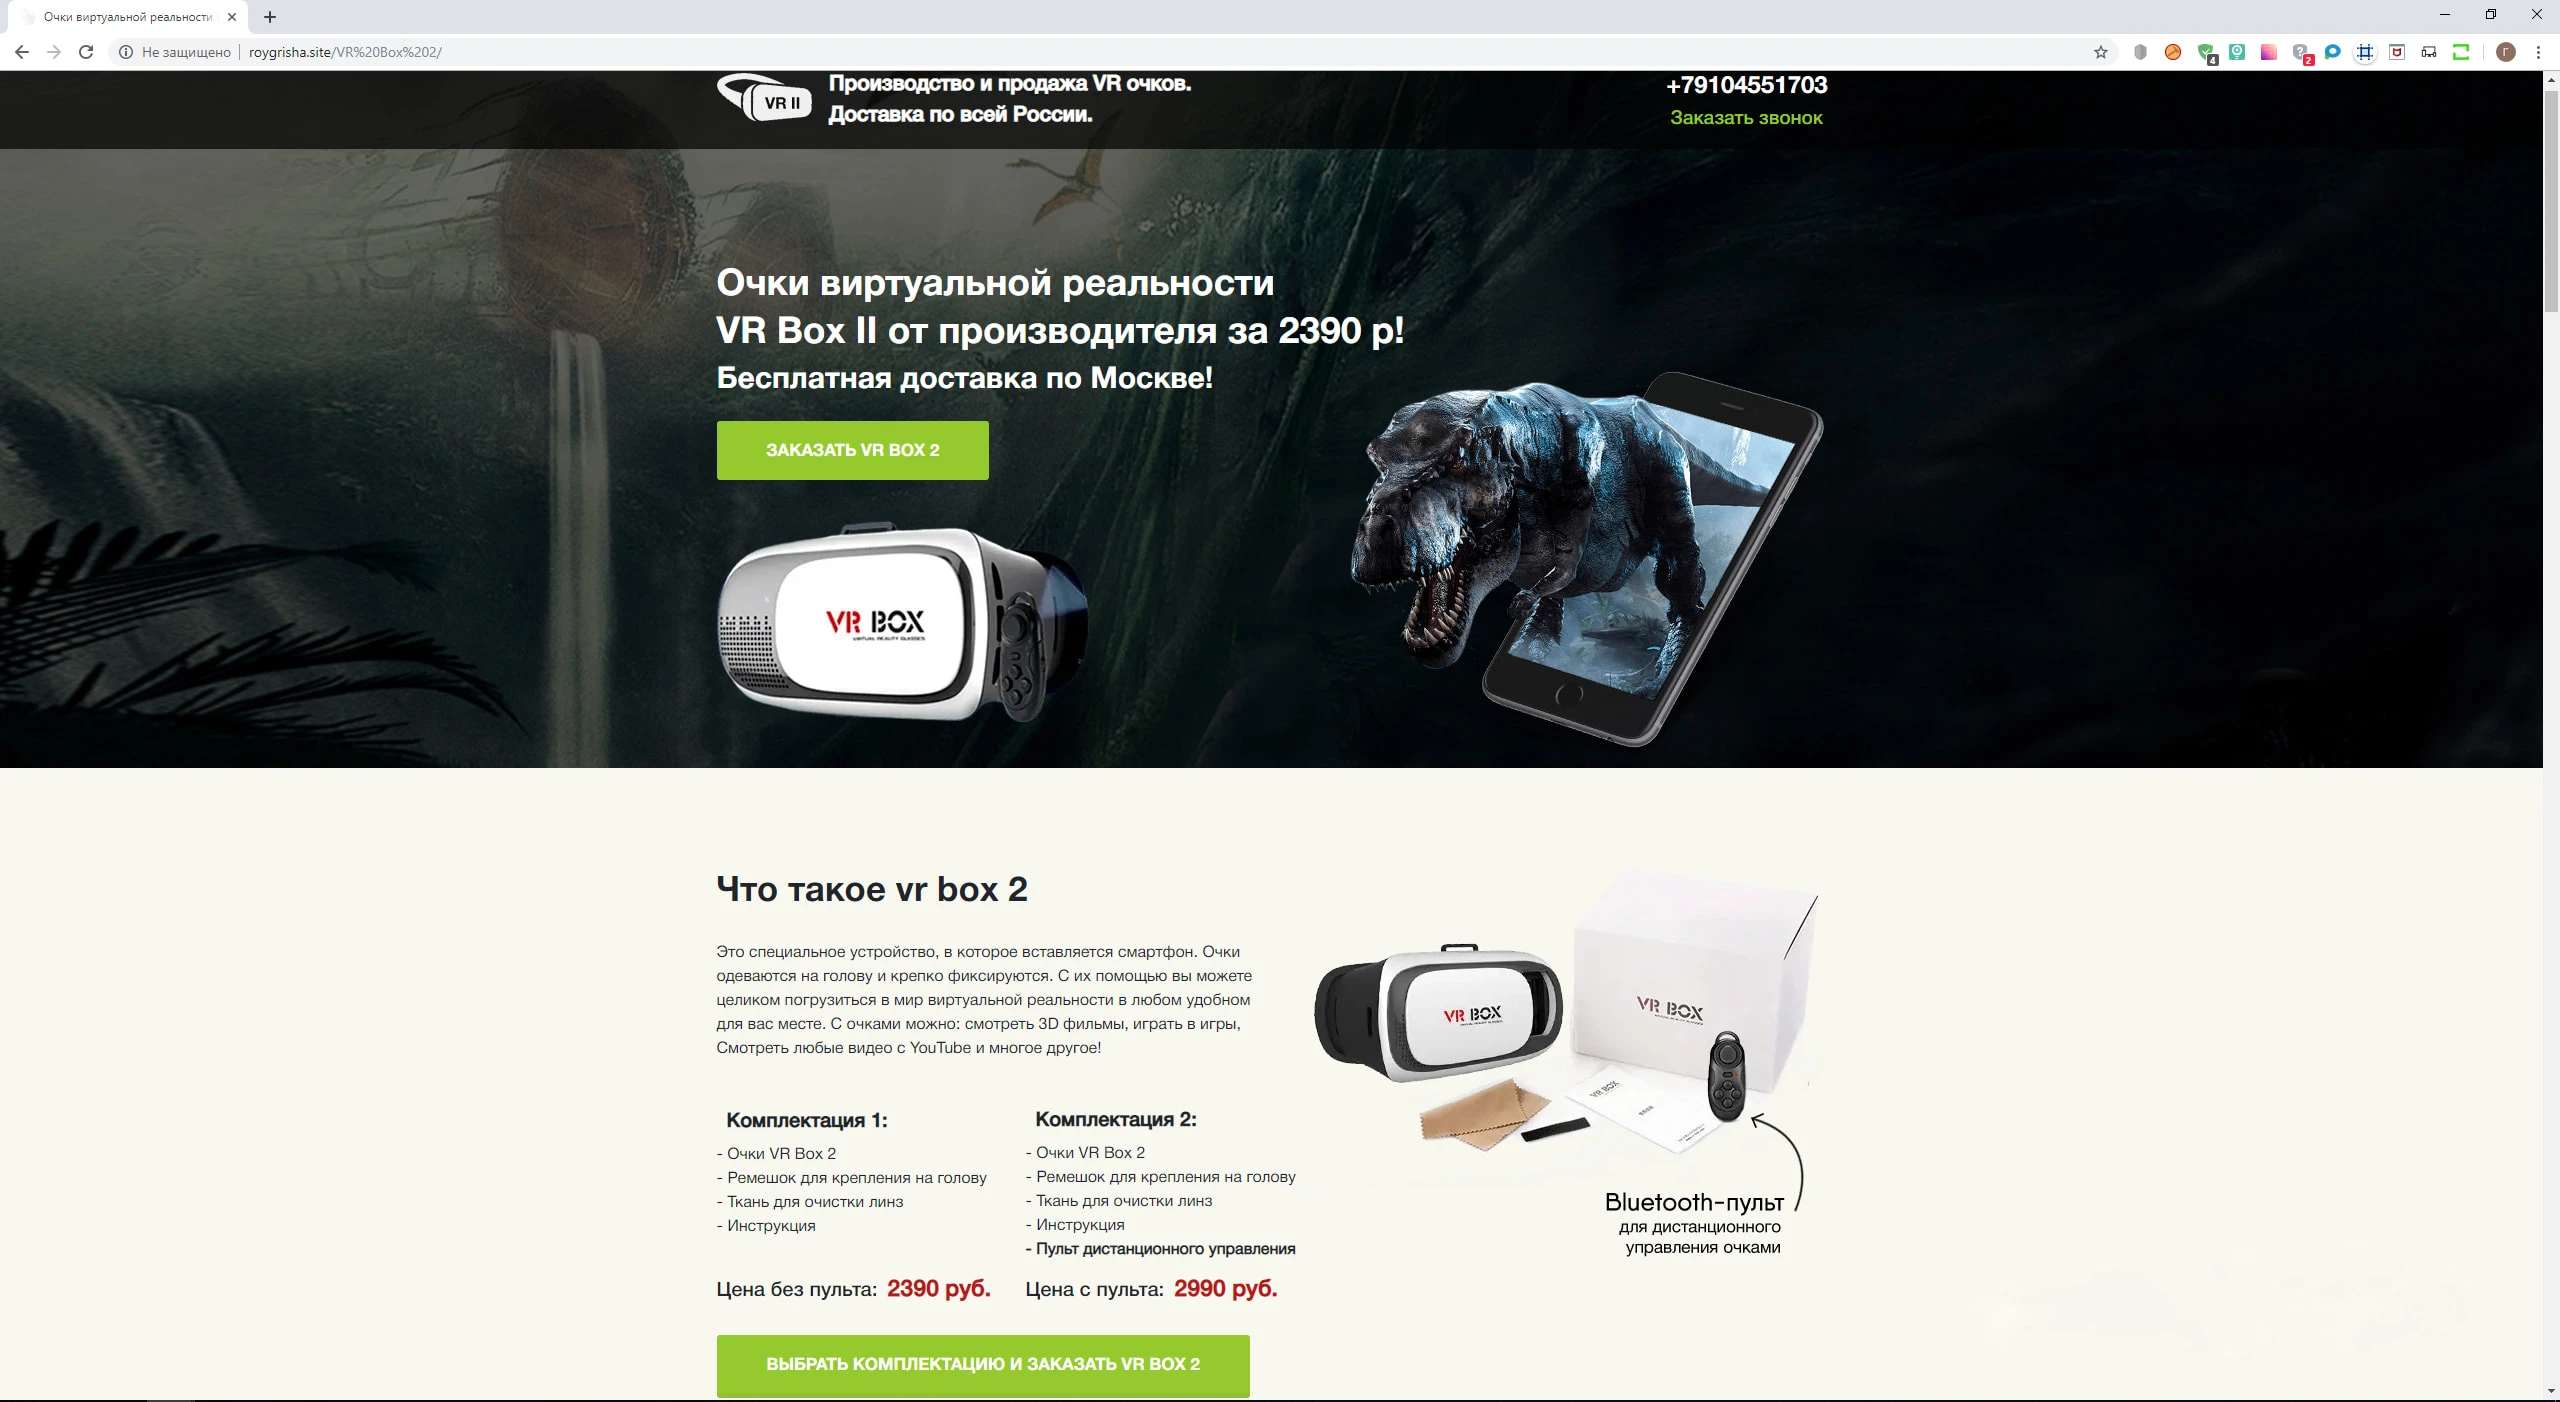 Очки виртуальной реальности
Не защищено
roygrisha.site/VR%20Box%202/
4
2
Г
VR II
Производство и продажа VR очков.
Доставка по всей России.
+79104551703
Заказать звонок
Очки виртуальной реальности
VR Box II от производителя за 2390 р!
Бесплатная доставка по Москве!
ЗАКАЗАТЬ VR BOX 2
VR BOX
VIRTUAL REALITY GLASSES
Что такое vr box 2
Это специальное устройство, в которое вставляется смартфон. Очки
одеваются на голову и крепко фиксируются. С их помощью вы можете
целиком погрузиться в мир виртуальной реальности в любом удобном
для вас месте. С очками можно: смотреть 3D фильмы, играть в игры,
Смотреть любые видео с YouTube и многое другое!
Комплектация 1:
- Очки VR Box 2
- Ремешок для крепления на голову
- Ткань для очистки линз
- Инструкция
Цена без пульта: 2390 руб.
Комплектация 2:
- Очки VR Box 2
- Ремешок для крепления на голову
- Ткань для очистки линз
- Инструкция
- Пульт дистанционного управления
Цена с пульта: 2990 руб.
ВЫБРАТЬ КОМПЛЕКТАЦИЮ И ЗАКАЗАТЬ VR BOX 2
VR BOX
VR BOX
VR BOX
Bluetooth-пульт
для дистанционного
управления очками